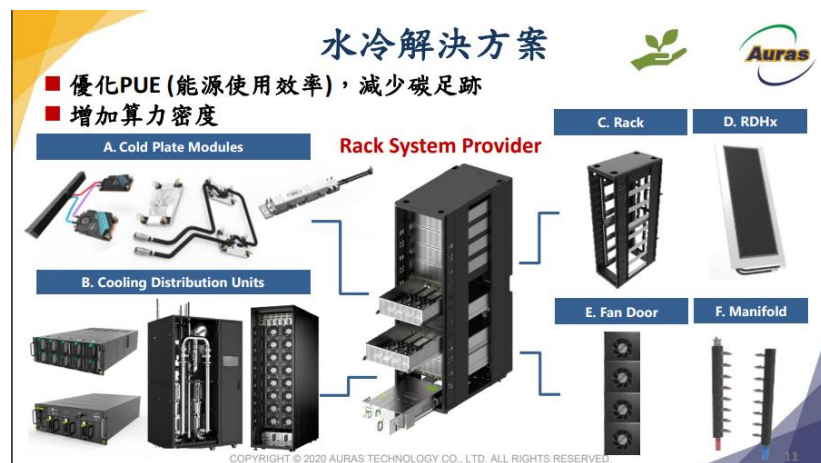 水冷解決方案
Auras
優化PUE (能源使用效率)，減少碳足跡
增加算力密度
A. Cold Plate Modules
Rack System Provider
C. Rack
D. RDHx
B. Cooling Distribution Units
E. Fan Door
F. Manifold
COPYRIGHT © 2020 AURAS TECHNOLOGY CO., LTD. ALL RIGHTS RESERVED.
11